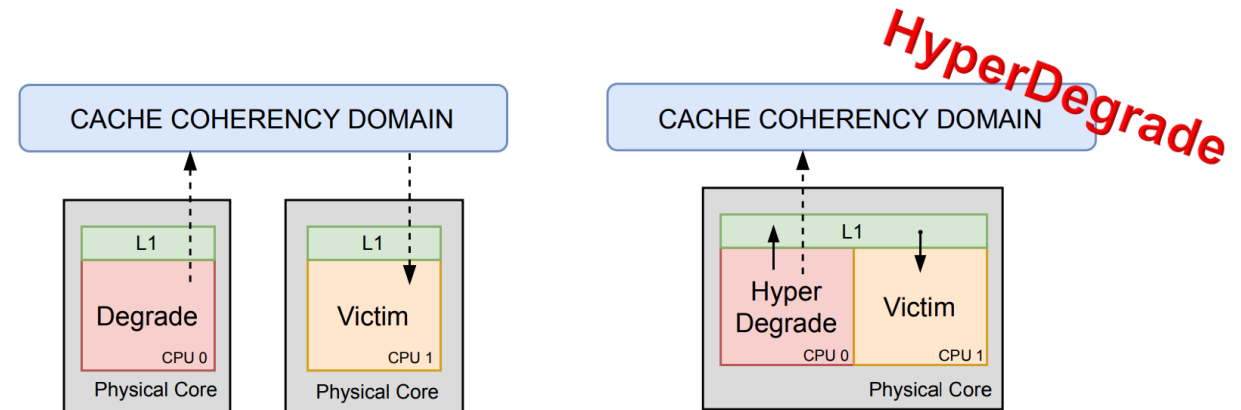 CACHE COHERENCY DOMAIN
L1
Degrade
CPU 0
Physical Core
L1
Victim
CPU 1
Physical Core
HyperDegrade
CACHE COHERENCY DOMAIN
L1
Hyper
Degrade
CPU 0
Victim
CPU 1
Physical Core